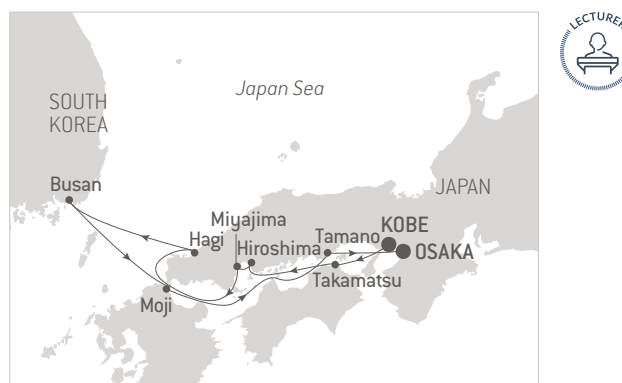 LECTURER
Japan Sea
SOUTH
KOREA
Busan
JAPAN
Miyajima
KOBE
Hagi
Hiroshima
Tamano
OSAKA
Takamatsu
Moji